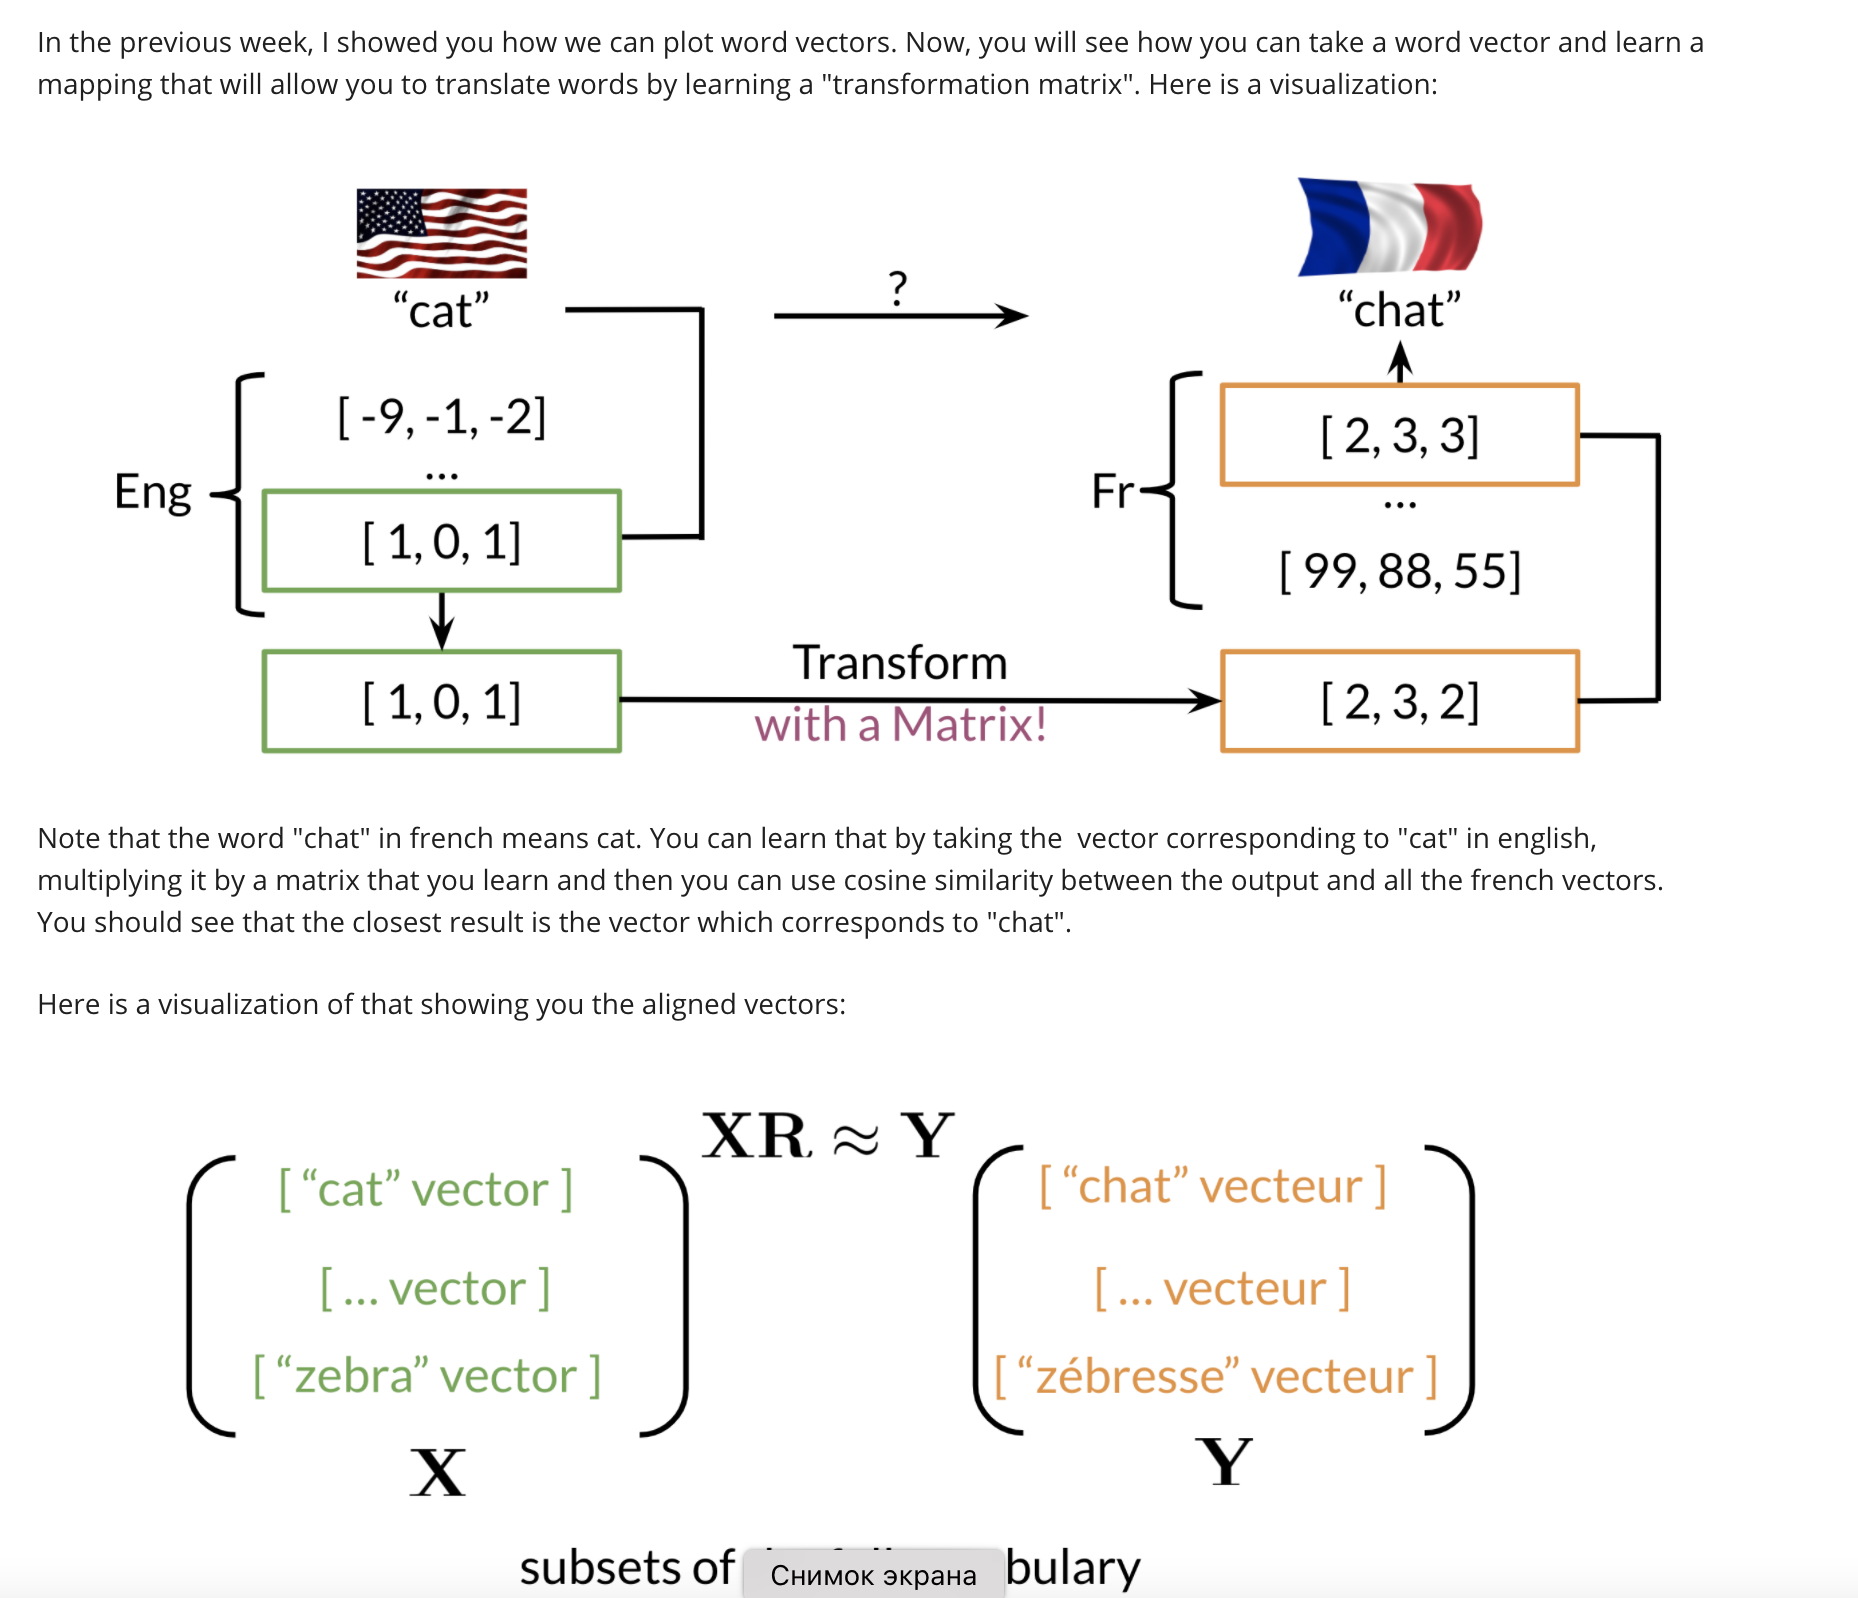 In the previous week, I showed you how we can plot word vectors. Now, you will see how you can take a word vector and learn a
mapping that will allow you to translate words by learning a "transformation matrix". Here is a visualization:
“cat”
?
“chat”
Eng
[ -9, -1, -2]
...
[ 1, 0, 1]
Fr
[ 2, 3, 3]
...
[ 99, 88, 55]
[ 1, 0, 1]
Transform
with a Matrix!
[ 2, 3, 2]
Note that the word "chat" in french means cat. You can learn that by taking the  vector corresponding to "cat" in english,
multiplying it by a matrix that you learn and then you can use cosine similarity between the output and all the french vectors.
You should see that the closest result is the vector which corresponds to "chat".
Here is a visualization of that showing you the aligned vectors:
XR ≈ Y
[ “cat” vector ]
[ ... vector ]
[ “zebra” vector ]
X
[ “chat” vecteur ]
[ ... vecteur ]
[ “zébresse” vecteur ]
Y
subsets of bulary
Снимок экрана